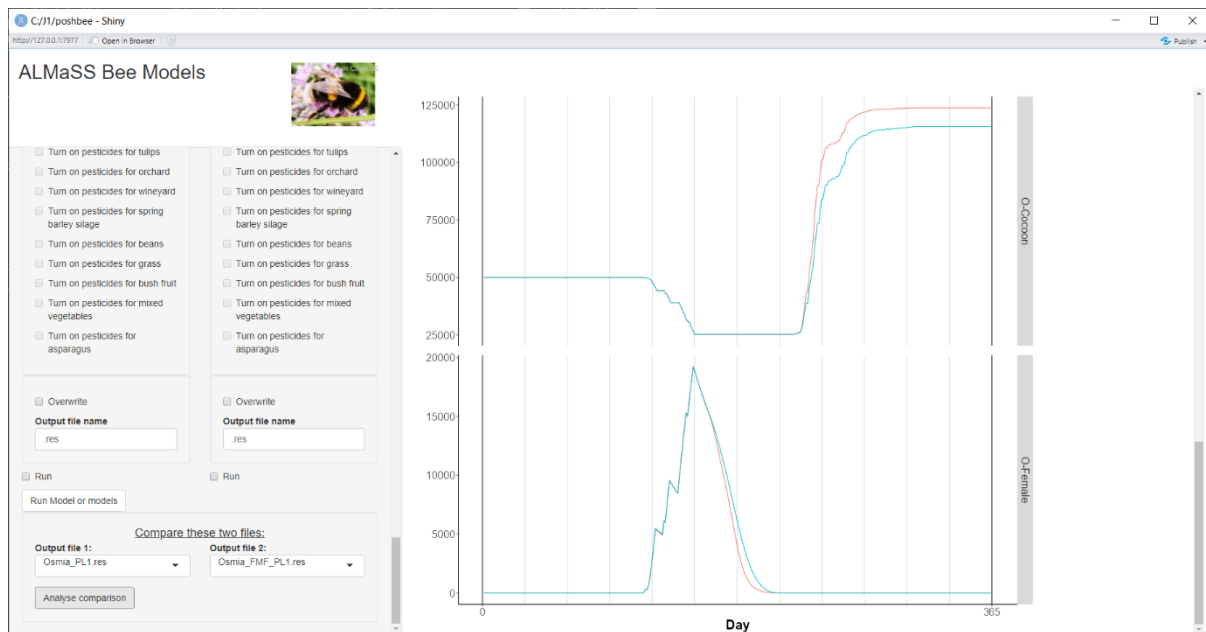 C:/J1/poshbee - Shiny
http://127.0.0.1:7977
Open in Browser
Publish
ALMaSS Bee Models
Turn on pesticides for tulips
Turn on pesticides for orchard
Turn on pesticides for wineyard
Turn on pesticides for spring
barley silage
Turn on pesticides for beans
Turn on pesticides for grass
Turn on pesticides for bush fruit
Turn on pesticides for mixed
vegetables
Turn on pesticides for
asparagus
Overwrite
Output file name
.res
Run
Turn on pesticides for tulips
Turn on pesticides for orchard
Turn on pesticides for wineyard
Turn on pesticides for spring
barley silage
Turn on pesticides for beans
Turn on pesticides for grass
Turn on pesticides for bush fruit
Turn on pesticides for mixed
vegetables
Turn on pesticides for
asparagus
Overwrite
Output file name
.res
Run
Run Model or models
Compare these two files:
Output file 1:
Osmia_PL1.res
Output file 2:
Osmia_FMF_PL1.res
Analyse comparison
125000
100000
75000
50000
25000
O-Cocoon
20000
15000
10000
5000
0
O-Female
0
365
Day